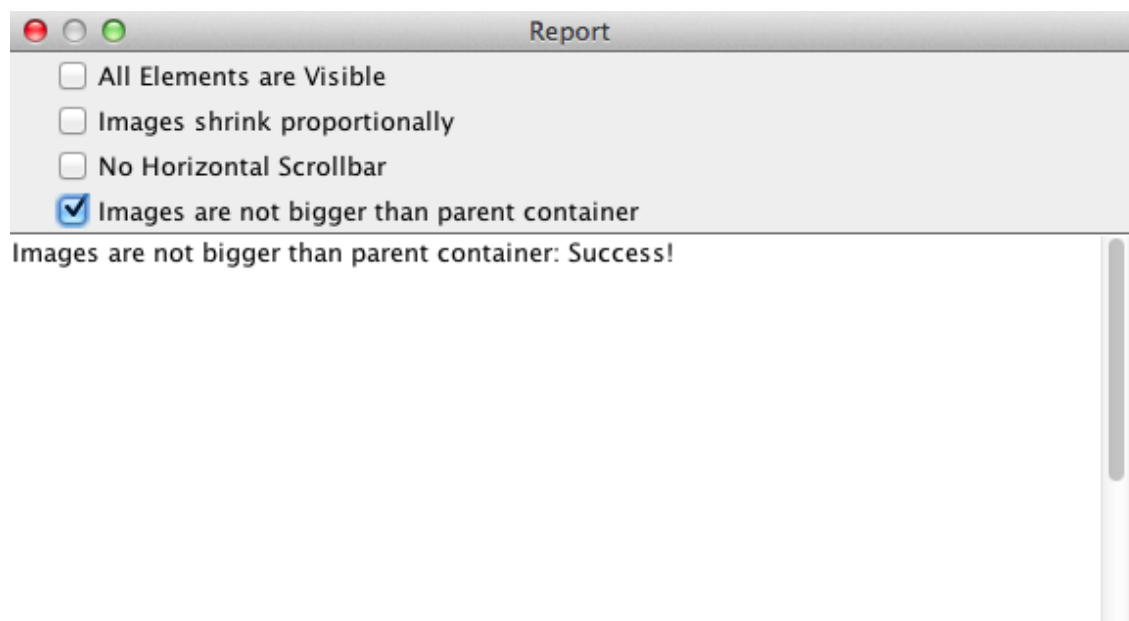 Report
All Elements are Visible
Images shrink proportionally
No Horizontal Scrollbar
Images are not bigger than parent container
Images are not bigger than parent container: Success!